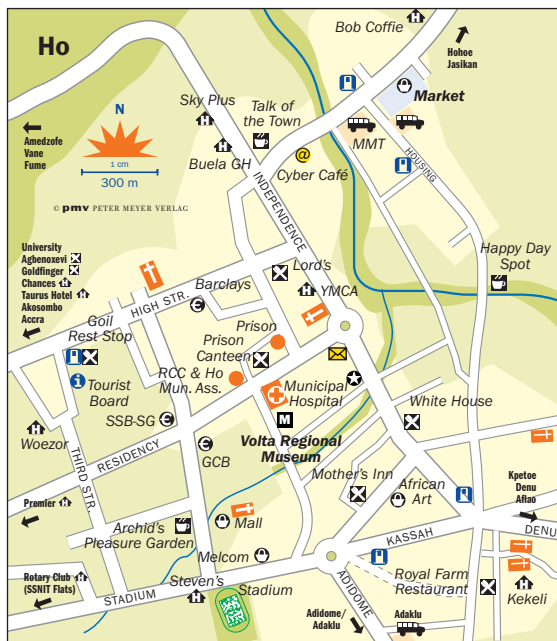 Ho
Bob Coffie
Hohoe
Jasikan
Market
Sky Plus
Talk of
the Town
MMT
N
1 cm
300 m
Amedzofe
Vane
Fume
Buela GH
@
Cyber Café
HOUSING
© pmv PETER MEYER VERLAG
INDEPENDENCE
University
Agbenoxevi
Goldfinger
Chances
Taurus Hotel
Akosombo
Accra
Happy Day
Spot
Lord's
YMCA
Barclays
HIGH STR.
Goil
Rest Stop
Prison
Prison
Canteen
RCC & Ho
Mun. Ass.
Tourist
Board
Municipal
Hospital
White House
SSB-SG
M
Volta Regional
Museum
Woezor
RESIDENCY
GCB
THIRD STR.
Mother's Inn
African
Art
Kpetoe
Denu
Aflao
Premier
Mall
Archid's
Pleasure Garden
KASSAH
DENU
Melcom
Rotary Club
(SSNIT Flats)
Steven's
Stadium
STADIUM
ADIDOME
Royal Farm
Restaurant
Kekeli
Adidome/
Adaklu
Adaklu